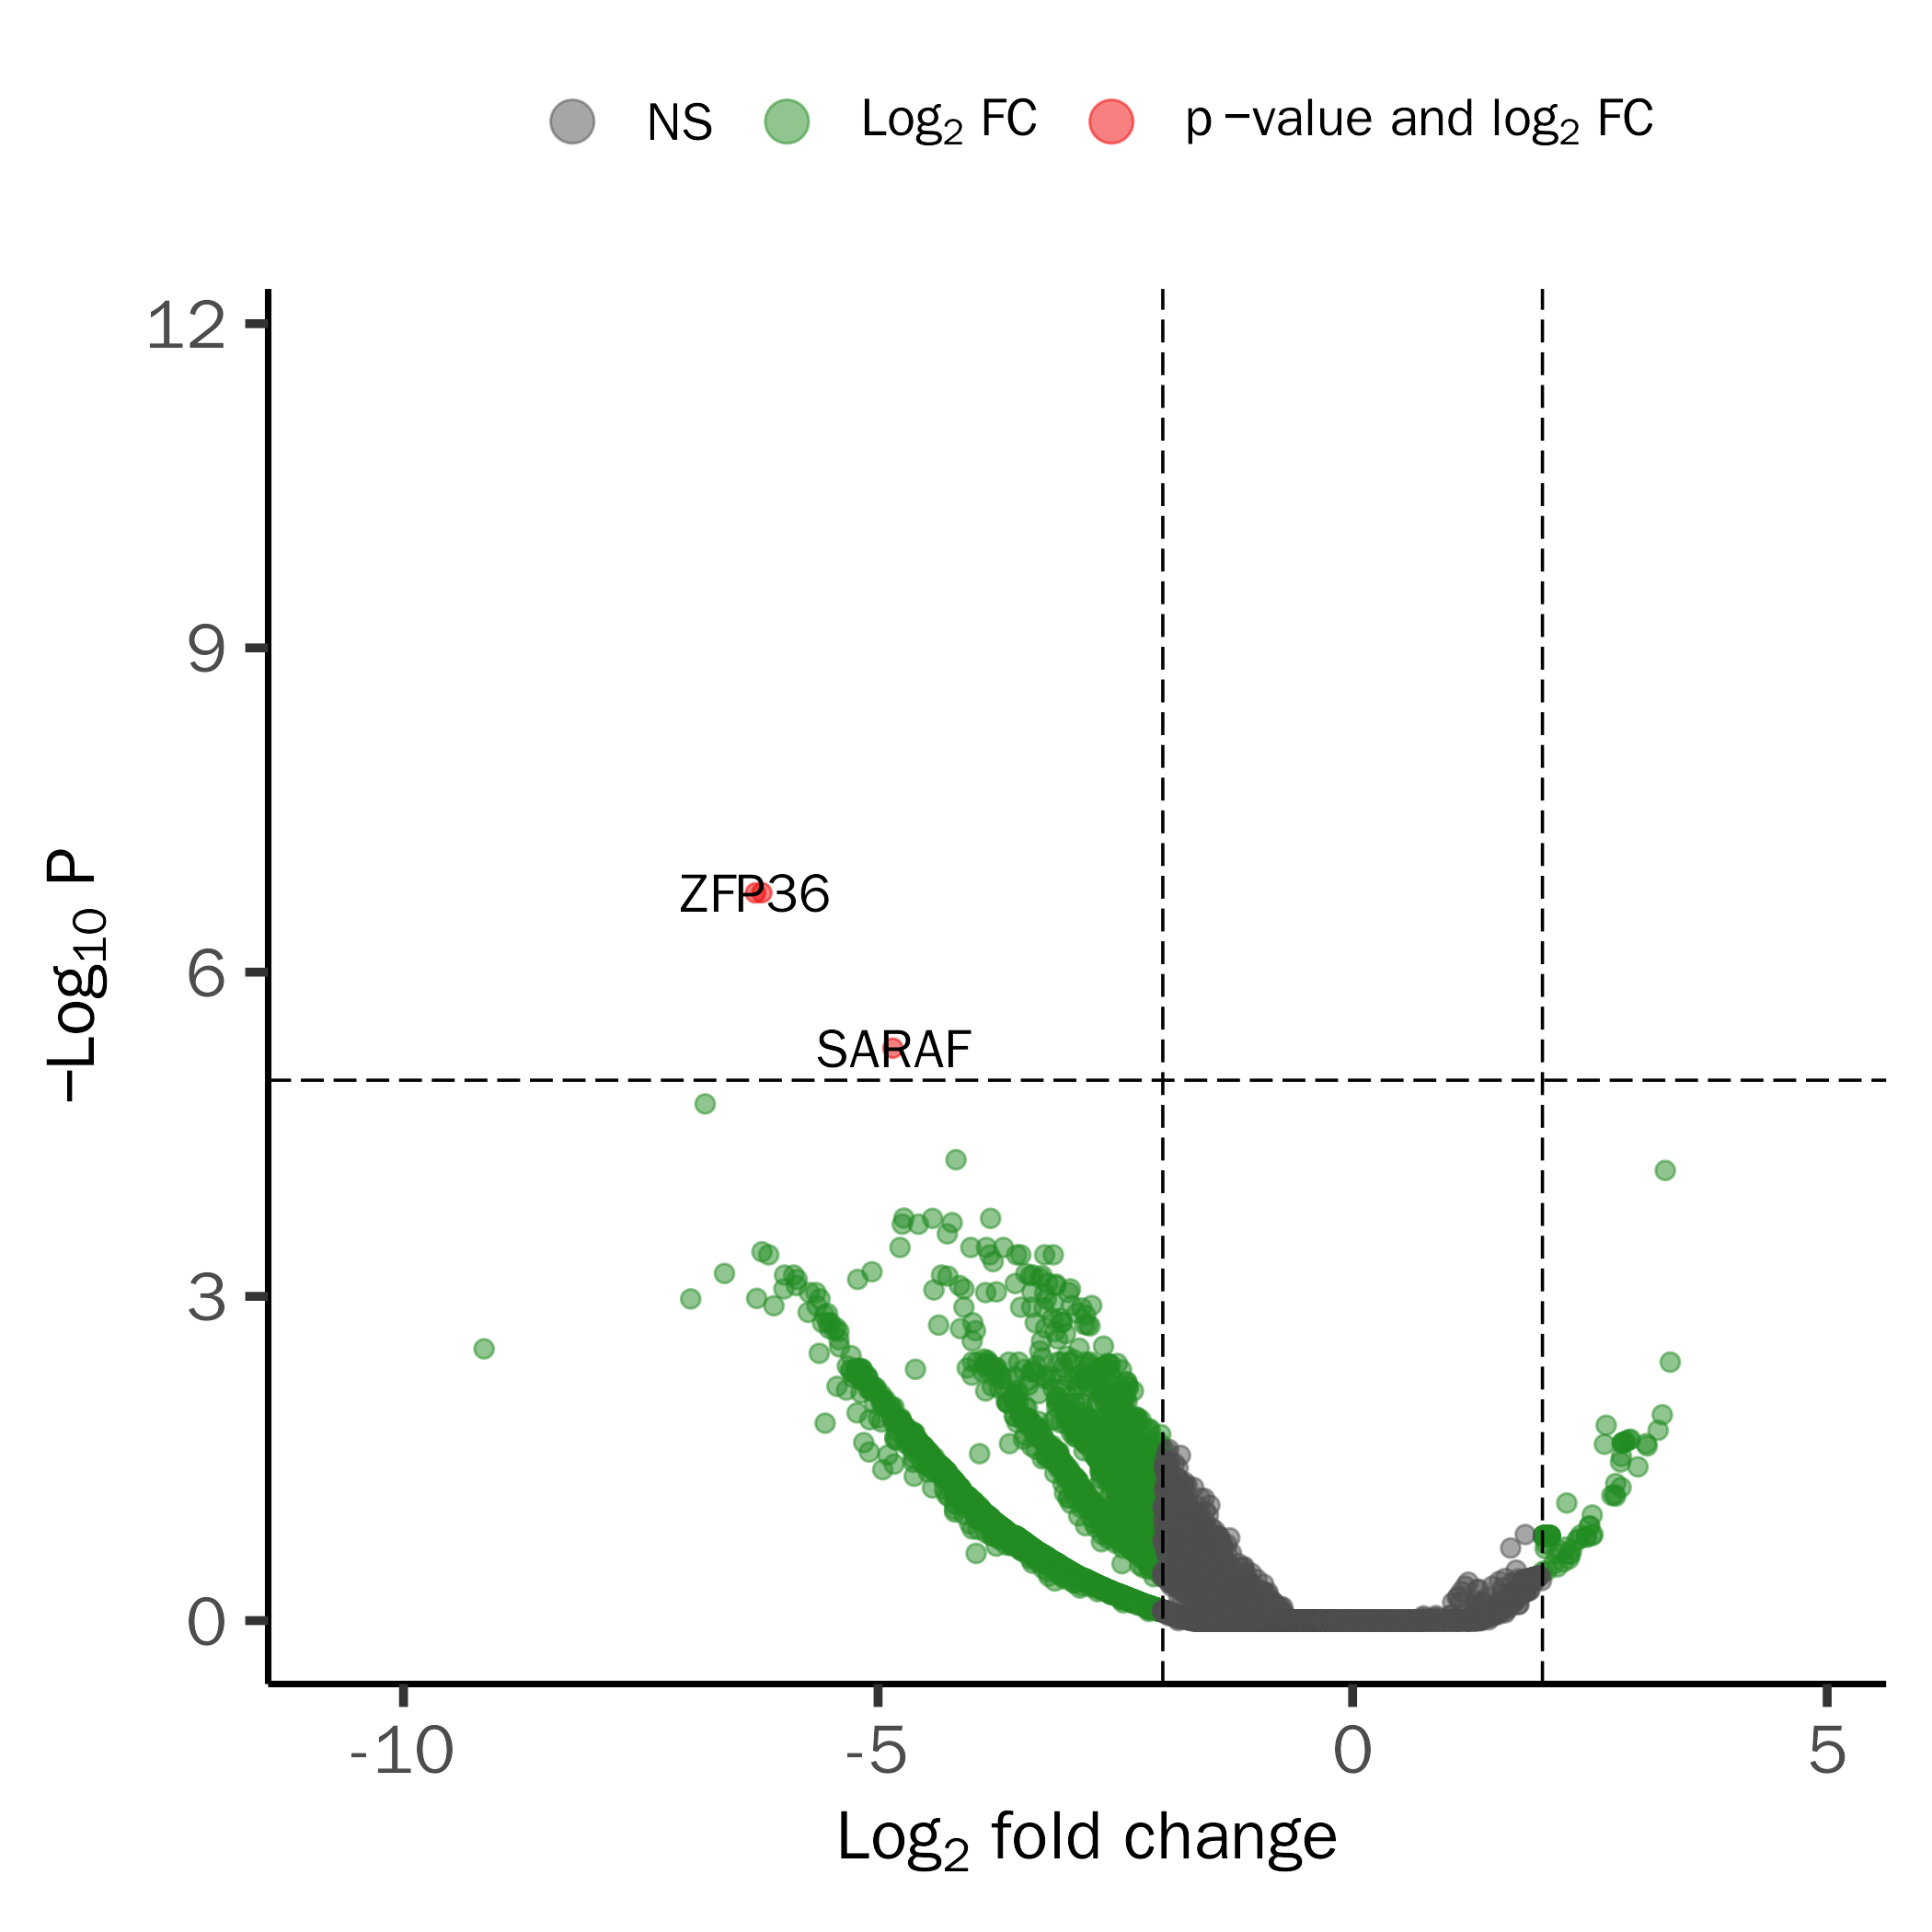 NS Log₂ FC p −value and log₂ FC
12
9
6
3
0
−Log₁₀ P
ZFP36
SARAF
-10 -5 0 5
Log₂ fold change